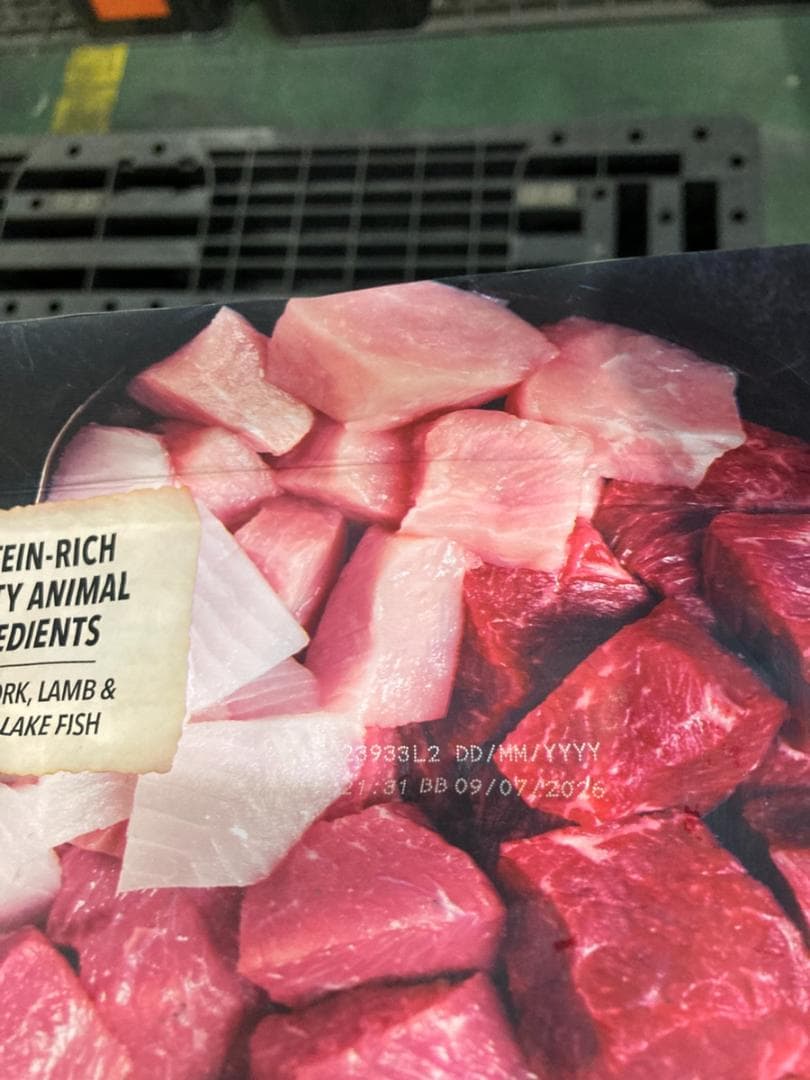 TEIN-RICH
TY ANIMAL
EDIENTS
ORK, LAMB &
LAKE FISH
23933L2 DD/MM/YYYY
21:31 BB 09/07/2026